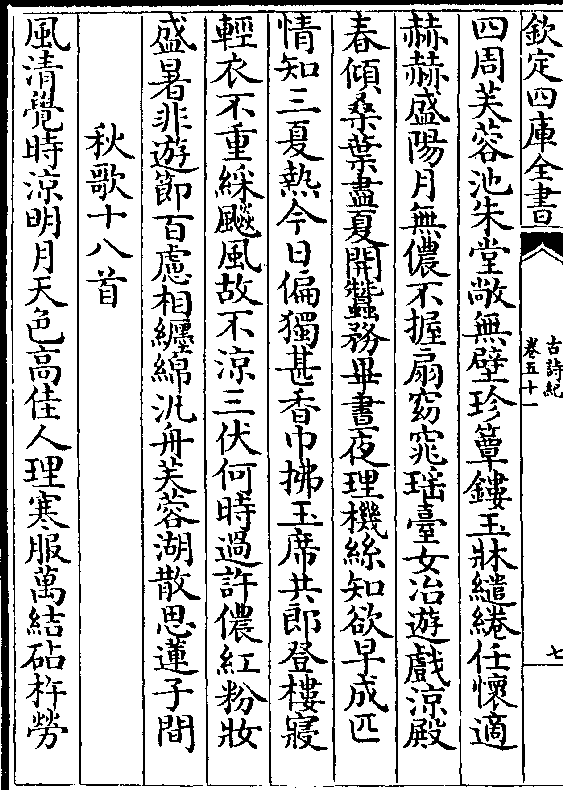 欽定四庫全書
古詩紀
卷五十一
七
四周芙蓉池朱堂敞無壁珍簟鏤玉牀繾綣任懷適
赫赫盛陽月無儂不握扇窈窕瑶臺女冶遊戲涼殿
春傾桑葉盡夏開蠶務畢晝夜理機絲知欲早成匹
情知三夏熱今日偏獨甚香巾拂玉席共郎登樓寢
輕衣不重綵飇風故不涼三伏何時過許儂紅粉妝
盛暑非遊節百慮相纏綿汎舟芙蓉湖散思蓮子間
秋歌十八首
風清覺時涼明月天色高佳人理寒服萬結砧杵勞